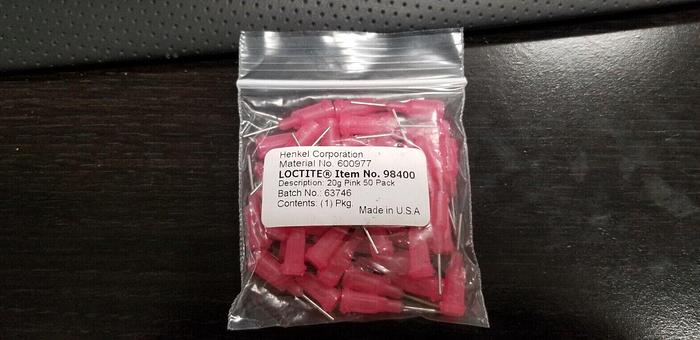 Henkel Corporation
Material No. 600977
LOCTITE® Item No. 98400
Description: 20g Pink 50 Pack
Batch No.: 63746
Contents: (1) Pkg.
Made in U.S.A